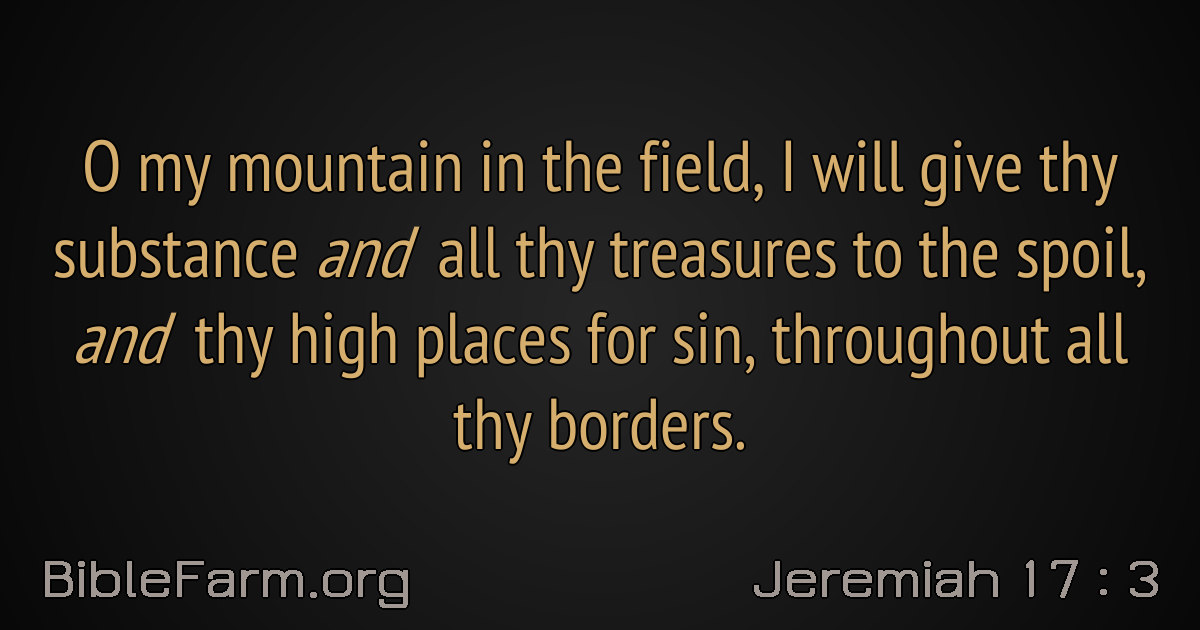 O my mountain in the field, I will give thy
substance and all thy treasures to the spoil,
and thy high places for sin, throughout all
thy borders.
BibleFarm.org
Jeremiah 17 : 3